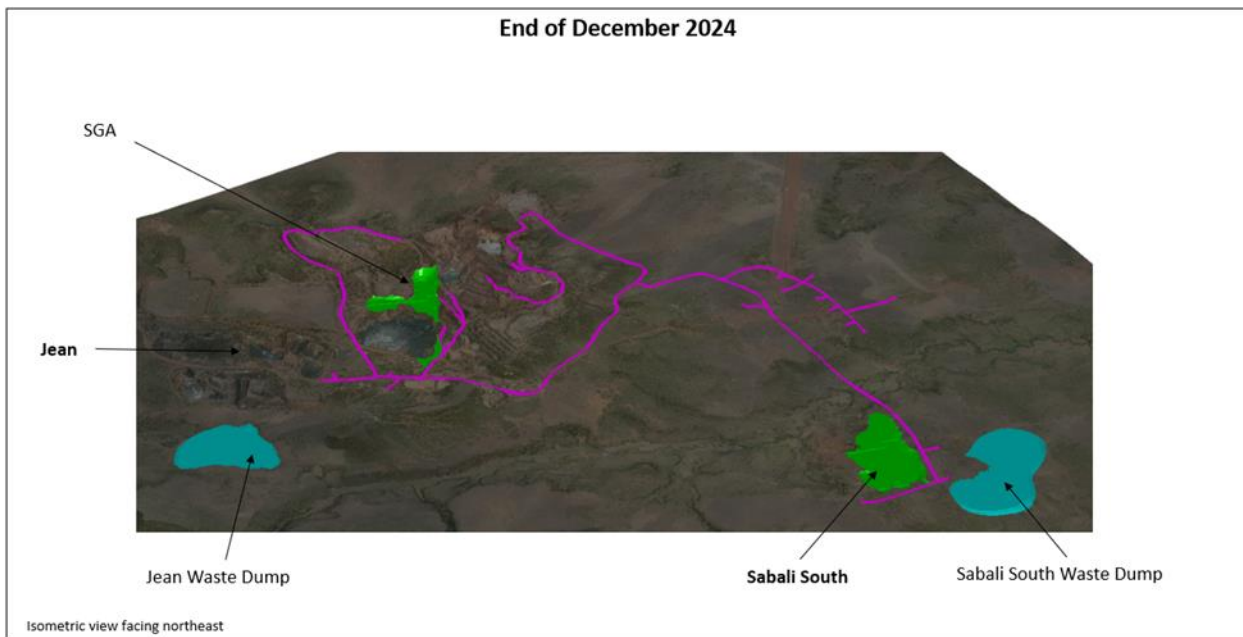 End of December 2024
SGA
Jean
Jean Waste Dump
Sabali South
Sabali South Waste Dump
Isometric view facing northeast